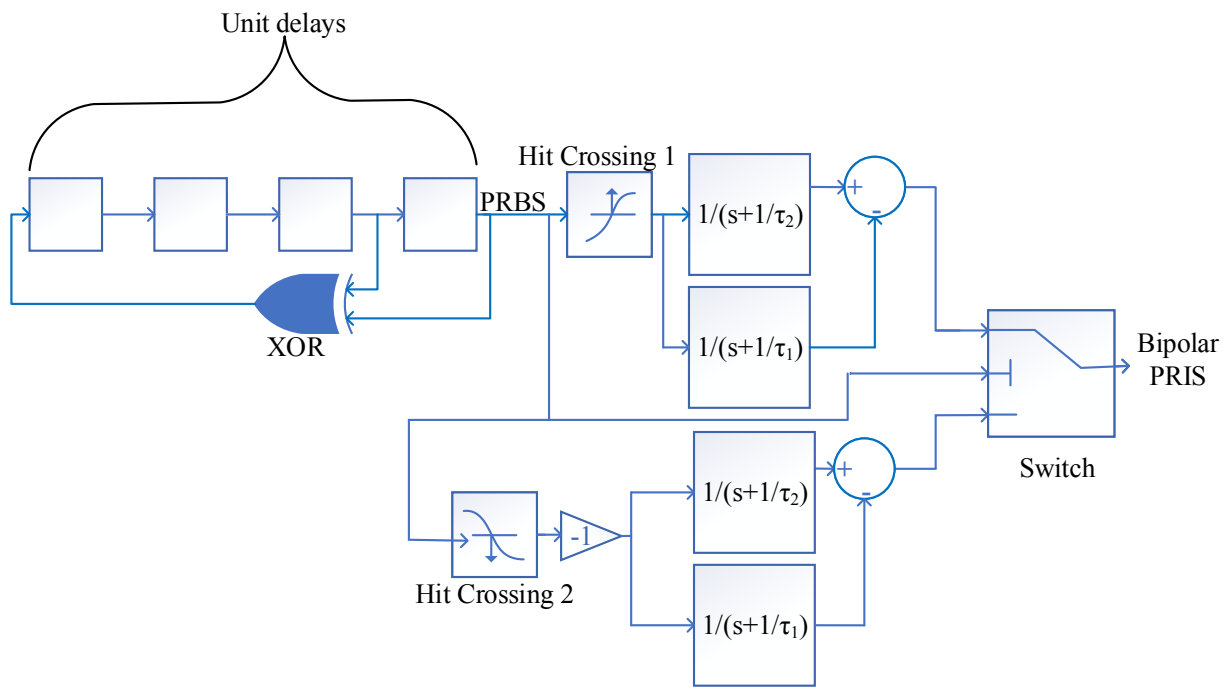 Unit delays
Hit Crossing 1
PRBS
1/(s+1/τ₂)
+
-
XOR
1/(s+1/τ₁)
Bipolar
PRIS
Switch
1/(s+1/τ₂)
+
-
-1
Hit Crossing 2
1/(s+1/τ₁)